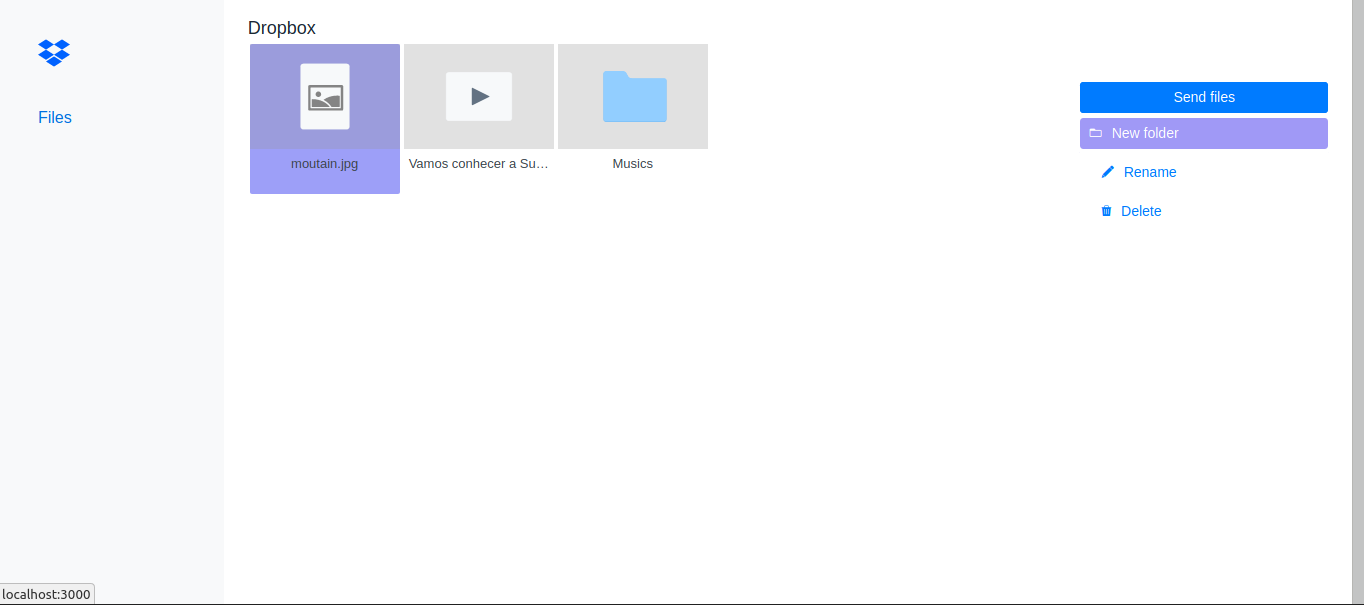 Dropbox
Files
moutain.jpg
Vamos conhecer a Su…
Musics
Send files
New folder
Rename
Delete
localhost:3000